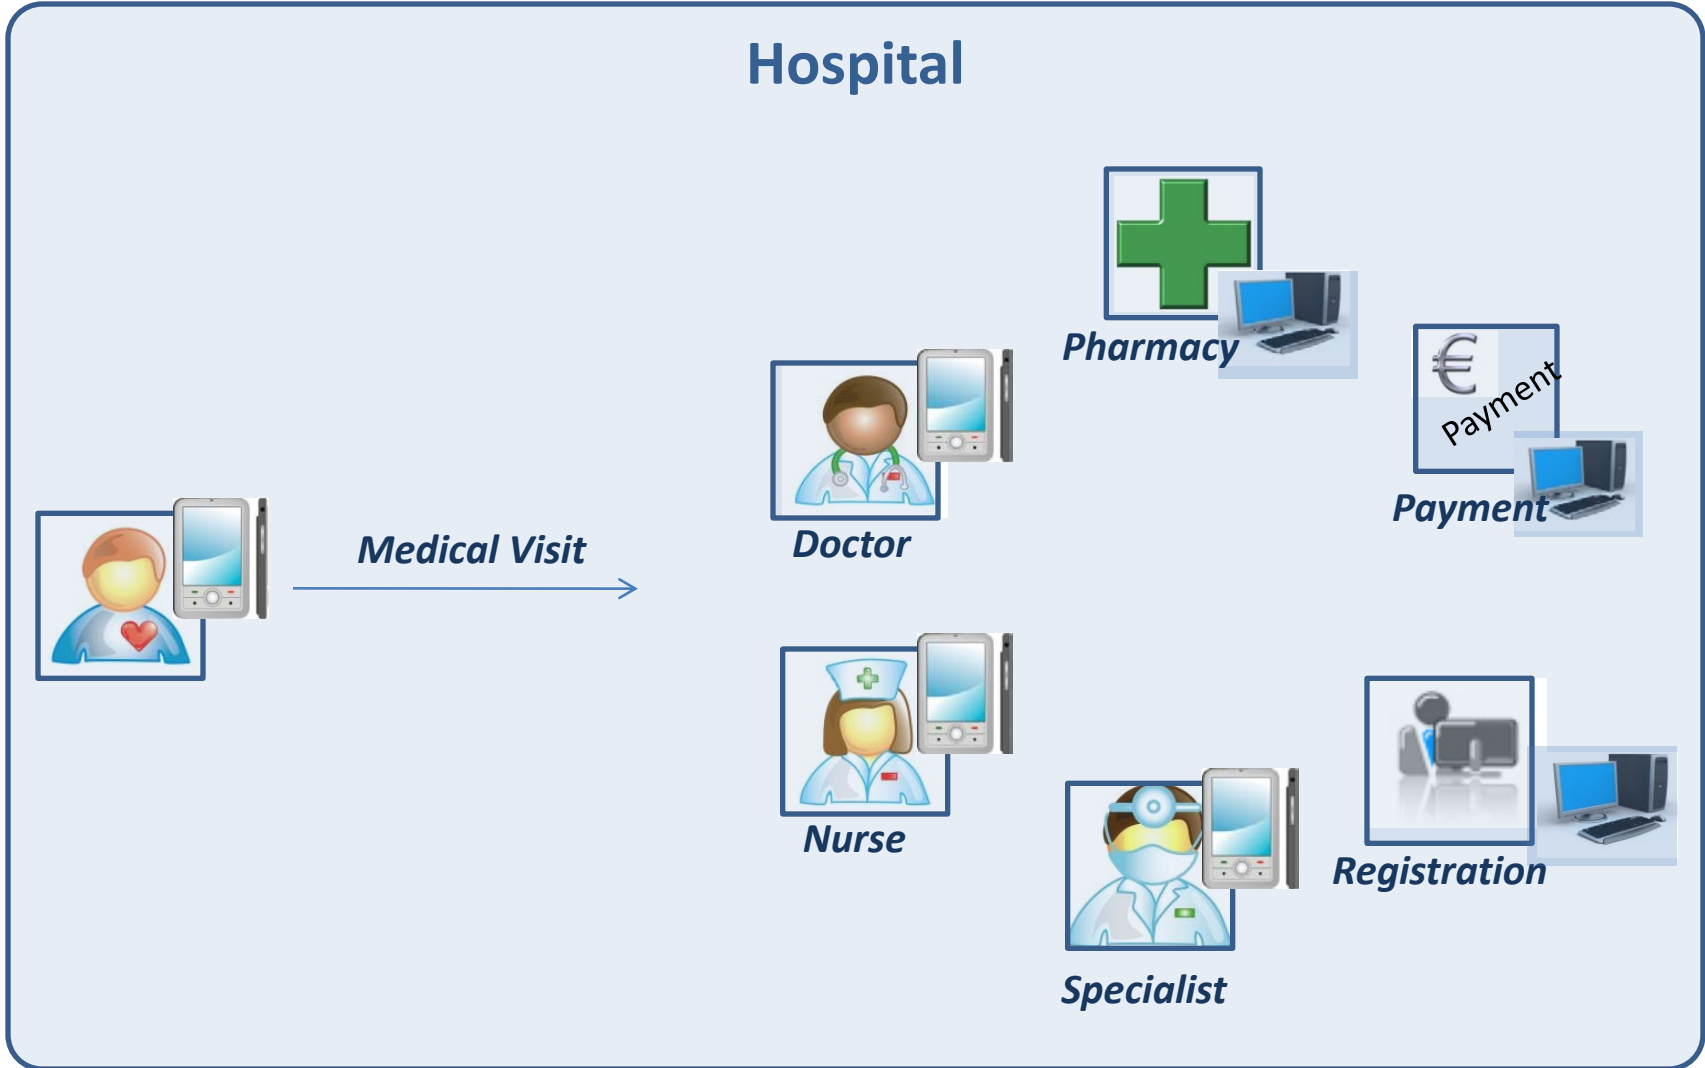 Hospital
Pharmacy
€
Payment
Payment
Medical Visit
Doctor
Nurse
Registration
Specialist